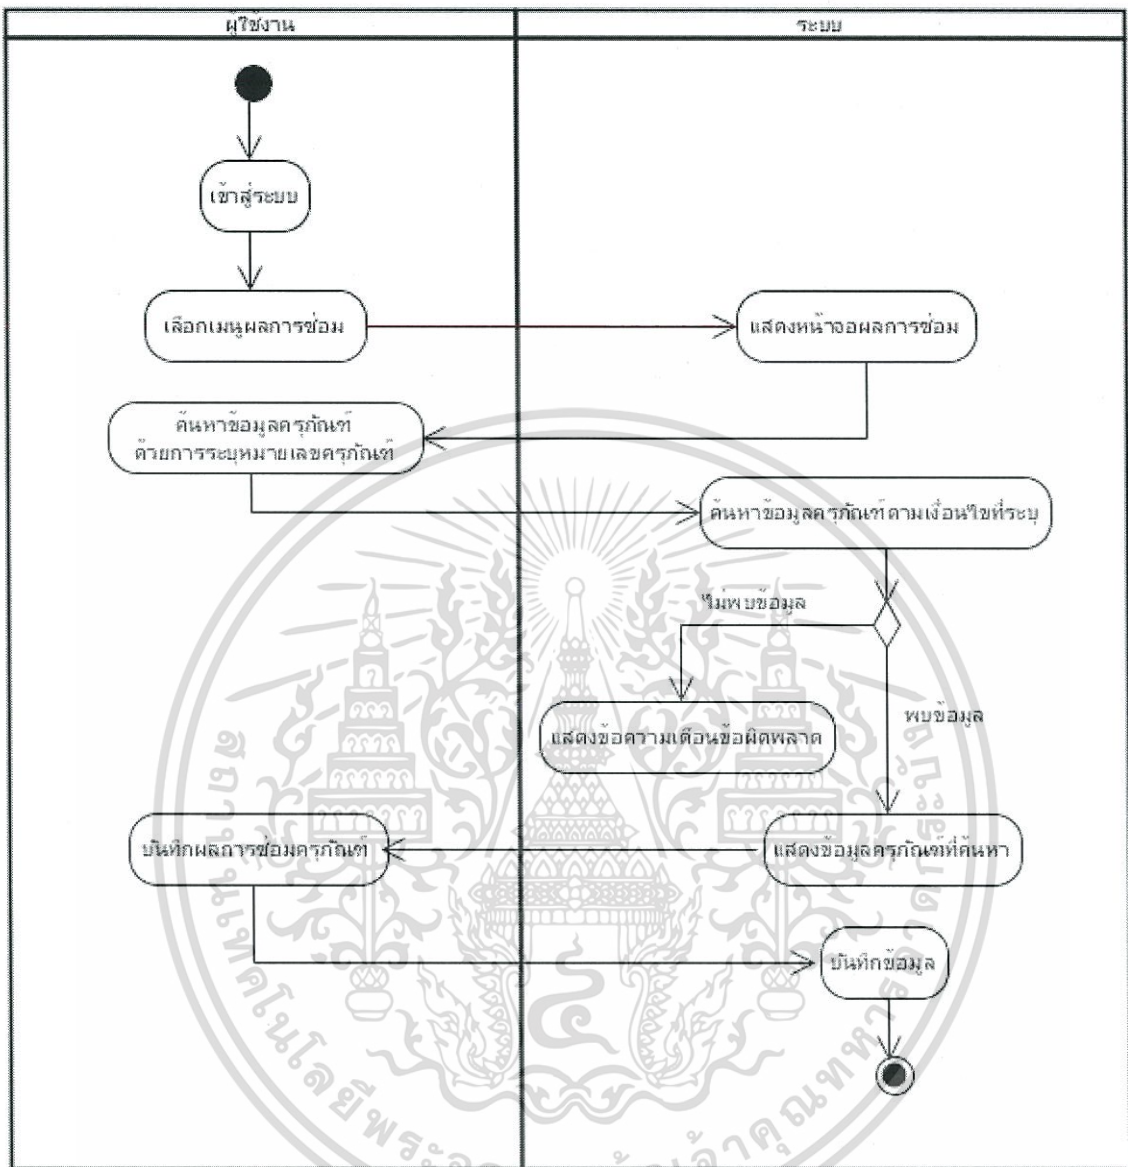 ผู้ใช้งาน
ระบบ
เข้าสู่ระบบ
เลือกเมนูผลการซ่อม
แสดงหน้าจอผลการซ่อม
ค้นหาข้อมูลครุภัณฑ์
ด้วยการระบุหมายเลขครุภัณฑ์
ค้นหาข้อมูลครุภัณฑ์ตามเงื่อนไขที่ระบุ
ไม่พบข้อมูล
พบข้อมูล
แสดงข้อความเตือนข้อผิดพลาด
บันทึกผลการซ่อมครุภัณฑ์
แสดงข้อมูลครุภัณฑ์ที่ค้นหา
บันทึกข้อมูล